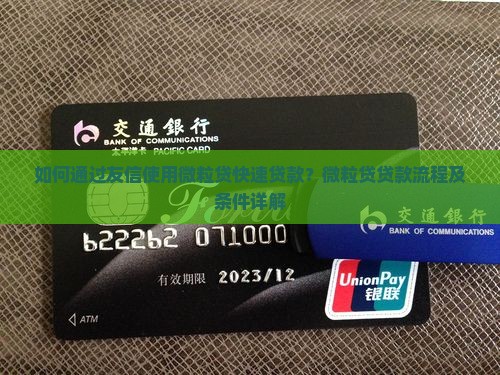 交通銀行
BANK OF COMMUNICATIONS
太平洋卡 PACIFIC CARD
如何通过友信使用微粒贷快速贷款？微粒贷贷款流程及
条件详解
交通銀行
BANK OF COMMUNICATIONS
622262 071000
有效期限 2023/12
UnionPay
银联
◁ ATM